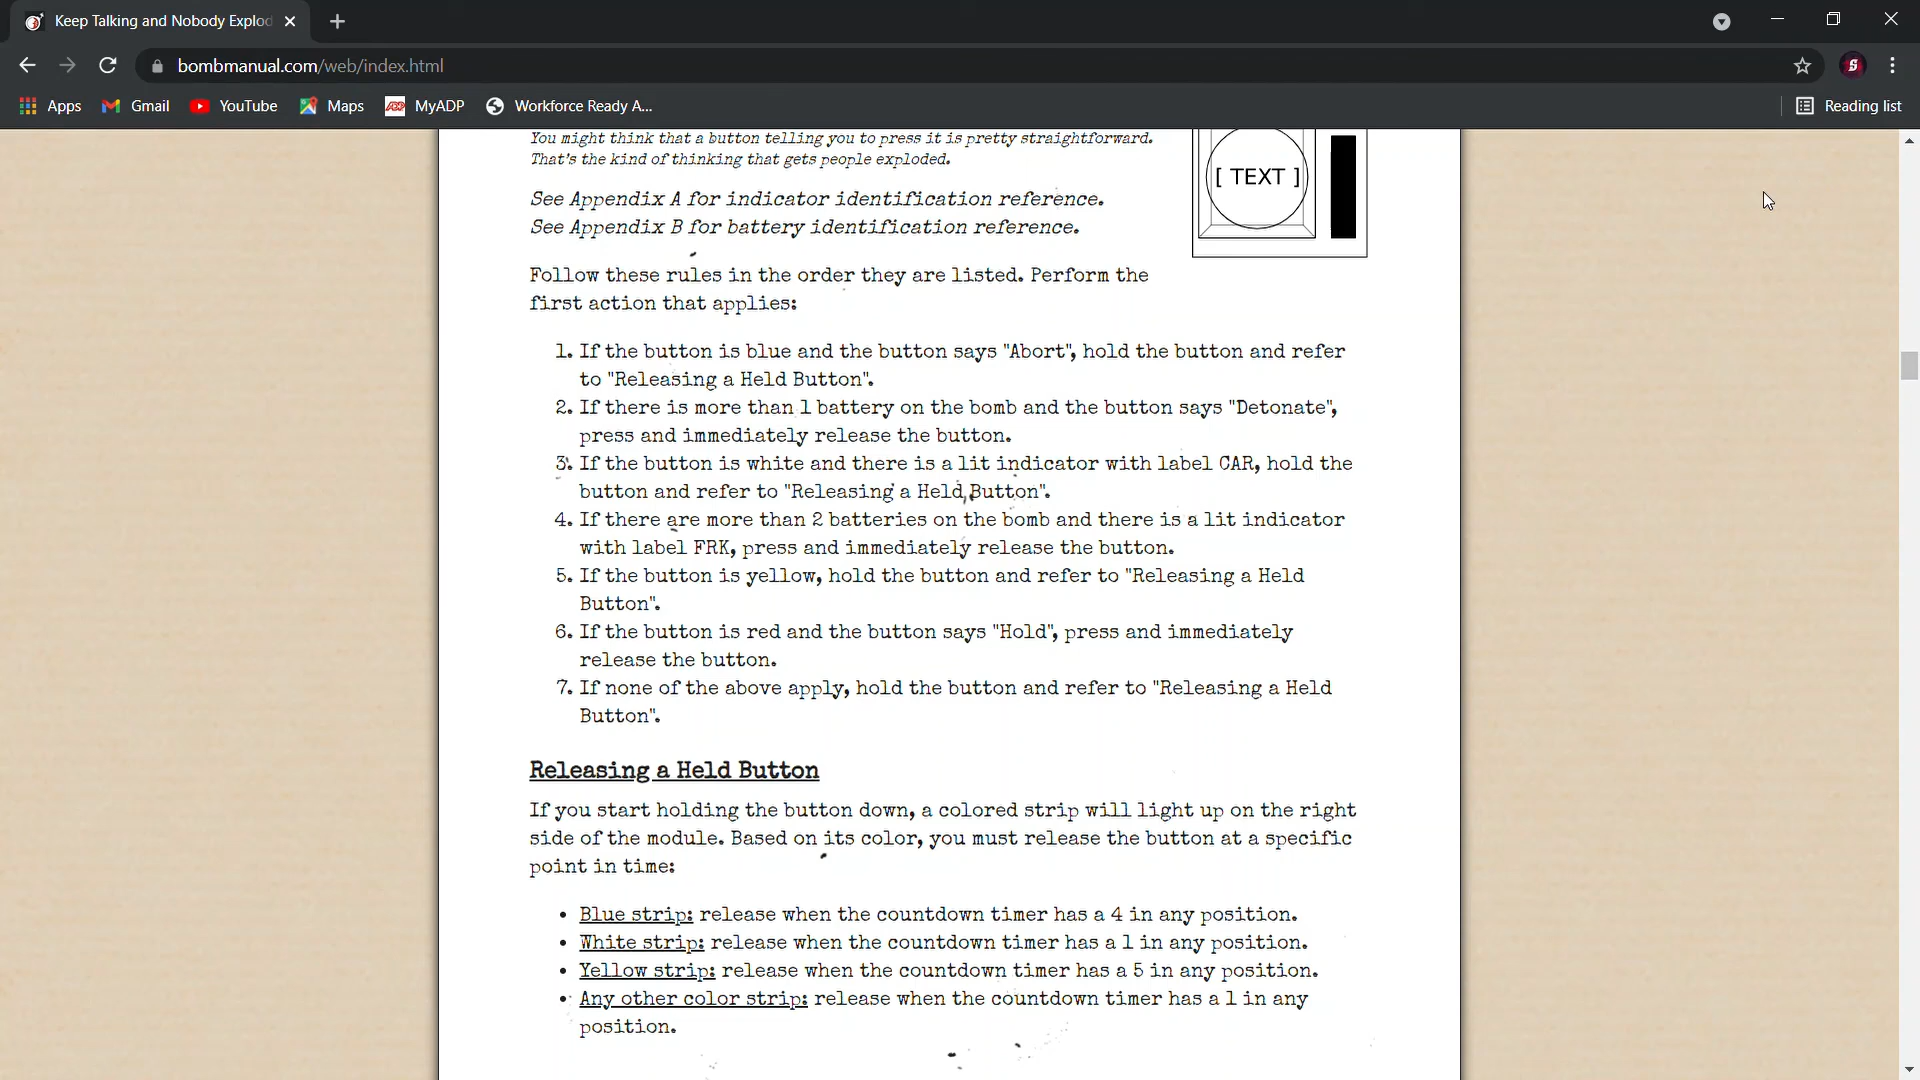 Keep Talking and Nobody Explod
bombmanual.com/web/index.html
Apps Gmail YouTube Maps MyADP Workforce Ready A... Reading list
You might think that a button telling you to press it is pretty straightforward.
That's the kind of thinking that gets people exploded.
[ TEXT ]
See Appendix A for indicator identification reference.
See Appendix B for battery identification reference.
Follow these rules in the order they are listed. Perform the
first action that applies:
1. If the button is blue and the button says "Abort", hold the button and refer
to "Releasing a Held Button".
2. If there is more than 1 battery on the bomb and the button says "Detonate",
press and immediately release the button.
3. If the button is white and there is a lit indicator with label CAR, hold the
button and refer to "Releasing a Held Button".
4. If there are more than 2 batteries on the bomb and there is a lit indicator
with label FRK, press and immediately release the button.
5. If the button is yellow, hold the button and refer to "Releasing a Held
Button".
6. If the button is red and the button says "Hold", press and immediately
release the button.
7. If none of the above apply, hold the button and refer to "Releasing a Held
Button".
Releasing a Held Button
If you start holding the button down, a colored strip will light up on the right
side of the module. Based on its color, you must release the button at a specific
point in time:
• Blue strip: release when the countdown timer has a 4 in any position.
• White strip: release when the countdown timer has a 1 in any position.
• Yellow strip: release when the countdown timer has a 5 in any position.
• Any other color strip: release when the countdown timer has a 1 in any
position.